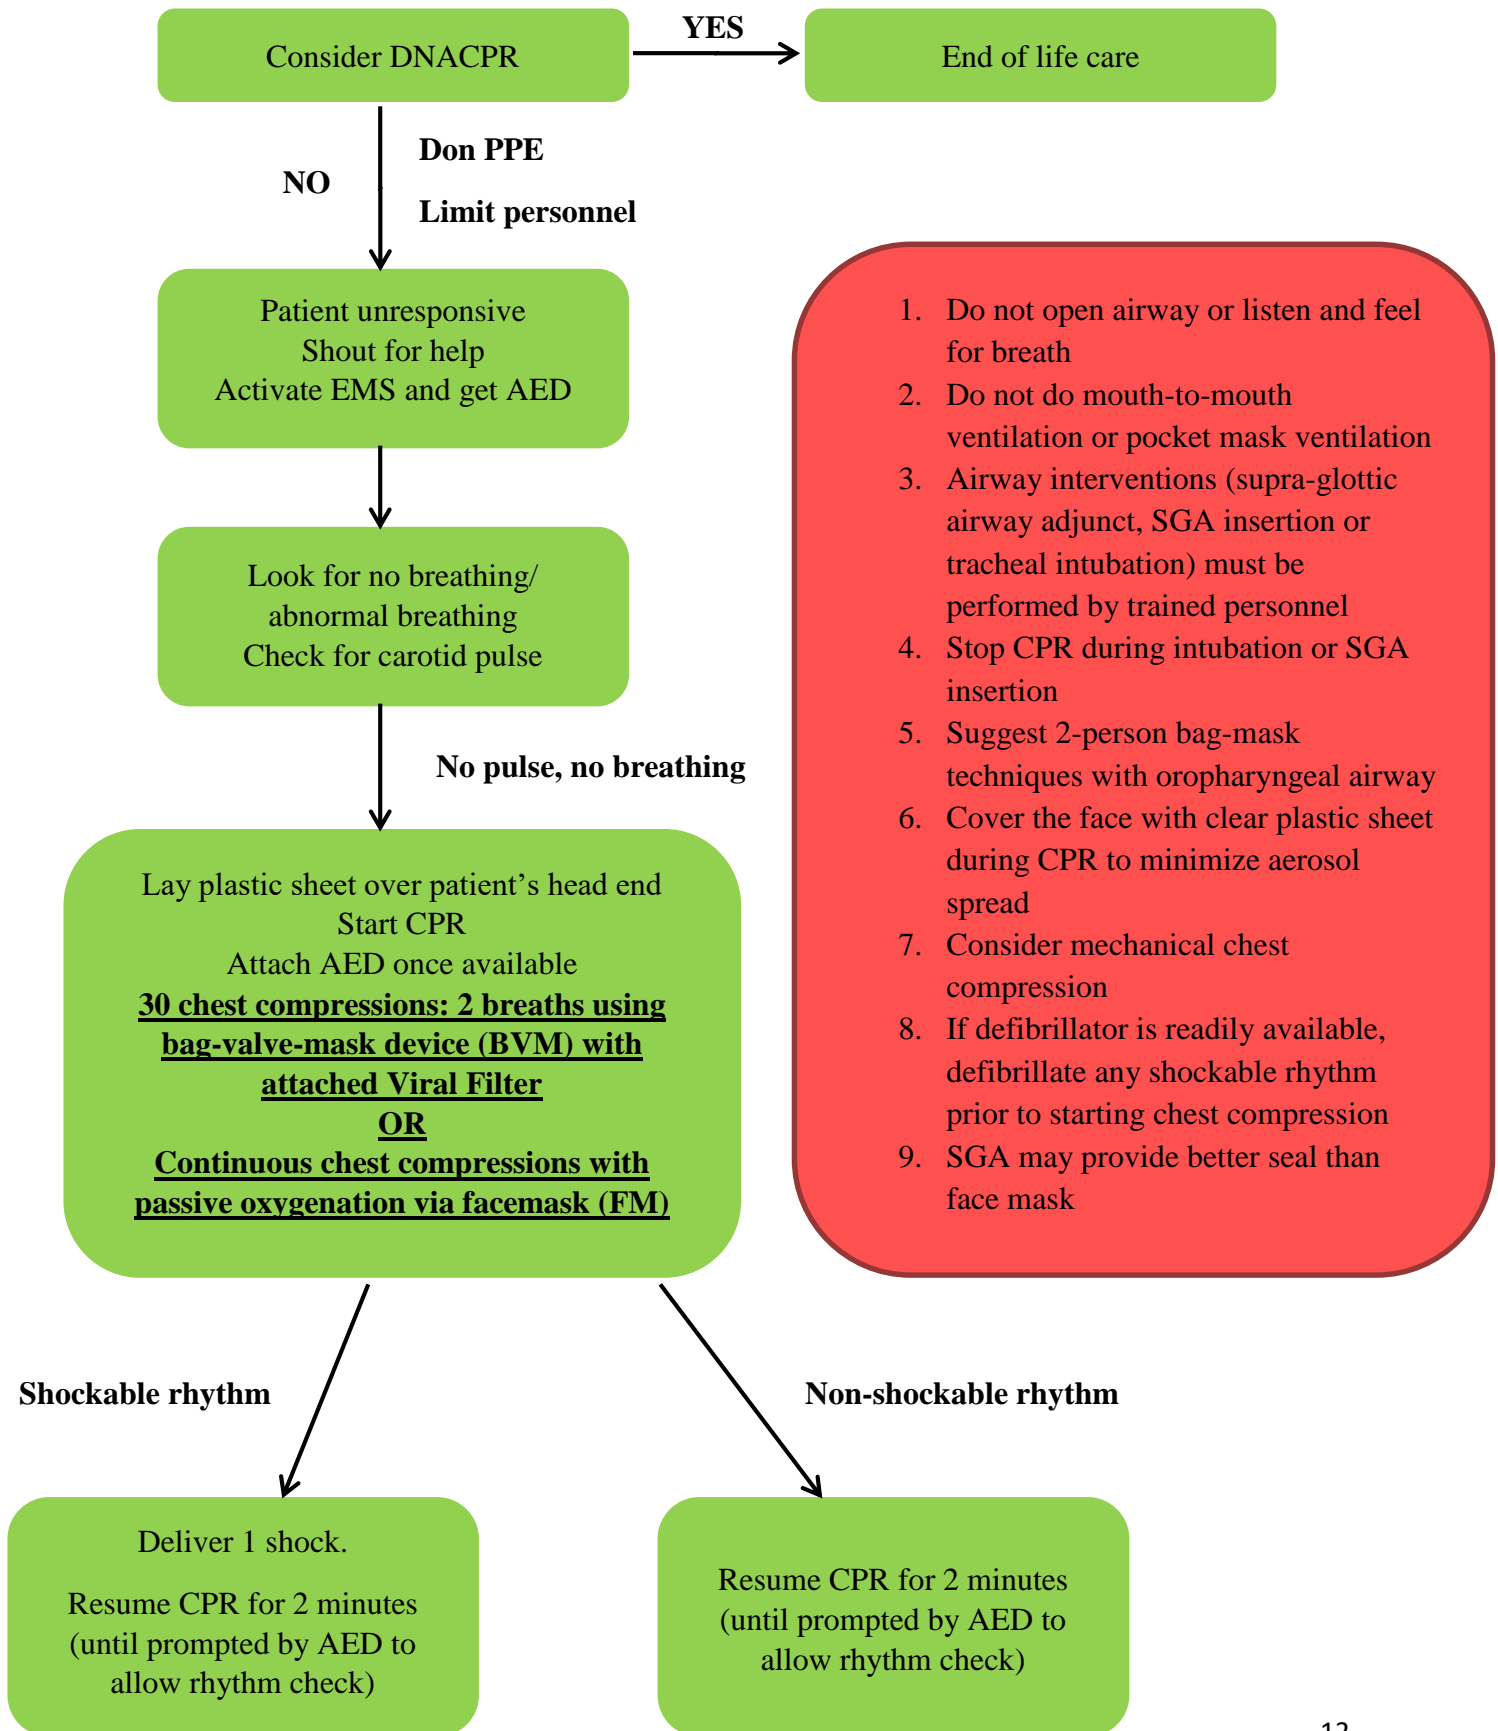 Consider DNACPR
YES
End of life care
NO
Don PPE
Limit personnel
Patient unresponsive
Shout for help
Activate EMS and get AED
Look for no breathing/
abnormal breathing
Check for carotid pulse
No pulse, no breathing
Lay plastic sheet over patient’s head end
Start CPR
Attach AED once available
30 chest compressions: 2 breaths using
bag-valve-mask device (BVM) with
attached Viral Filter
OR
Continuous chest compressions with
passive oxygenation via facemask (FM)
1. Do not open airway or listen and feel
for breath
2. Do not do mouth-to-mouth
ventilation or pocket mask ventilation
3. Airway interventions (supra-glottic
airway adjunct, SGA insertion or
tracheal intubation) must be
performed by trained personnel
4. Stop CPR during intubation or SGA
insertion
5. Suggest 2-person bag-mask
techniques with oropharyngeal airway
6. Cover the face with clear plastic sheet
during CPR to minimize aerosol
spread
7. Consider mechanical chest
compression
8. If defibrillator is readily available,
defibrillate any shockable rhythm
prior to starting chest compression
9. SGA may provide better seal than
face mask
Shockable rhythm
Non-shockable rhythm
Deliver 1 shock.
Resume CPR for 2 minutes
(until prompted by AED to
allow rhythm check)
Resume CPR for 2 minutes
(until prompted by AED to
allow rhythm check)